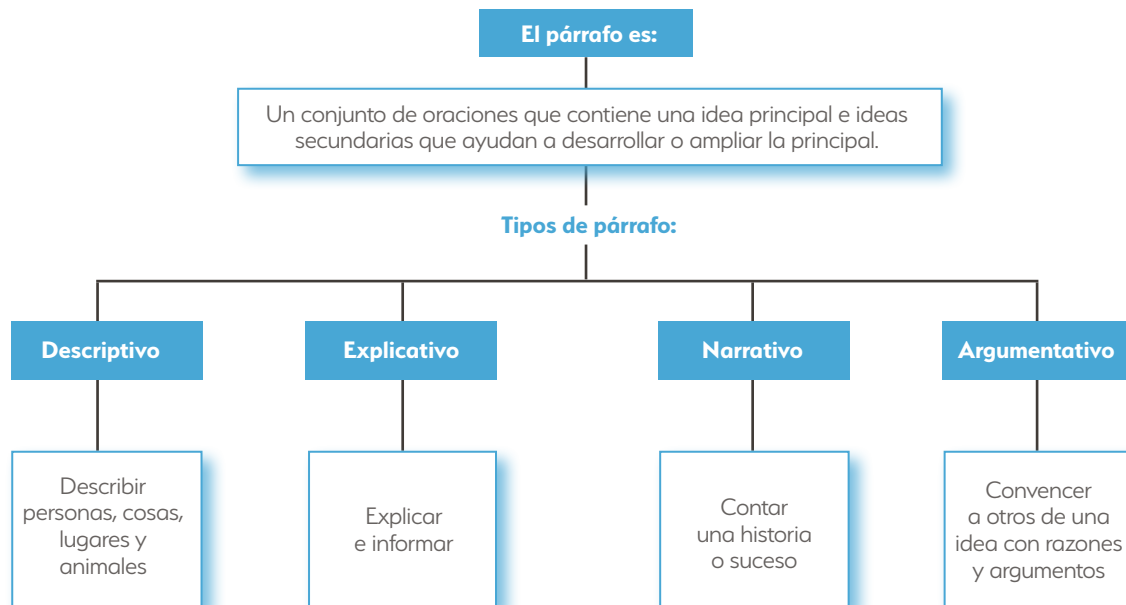 El párrafo es:
Un conjunto de oraciones que contiene una idea principal e ideas
secundarias que ayudan a desarrollar o ampliar la principal.
Tipos de párrafo:
Descriptivo
Explicativo
Narrativo
Argumentativo
Describir
personas, cosas,
lugares y
animales
Explicar
e informar
Contar
una historia
o suceso
Convencer
a otros de una
idea con razones
y argumentos